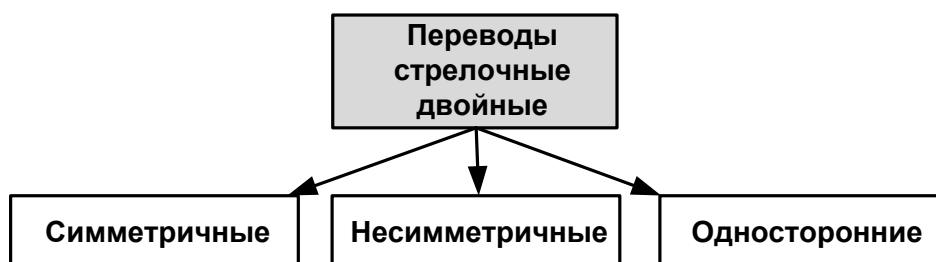 Переводы
стрелочные
двойные
Симметричные
Несимметричные
Односторонние